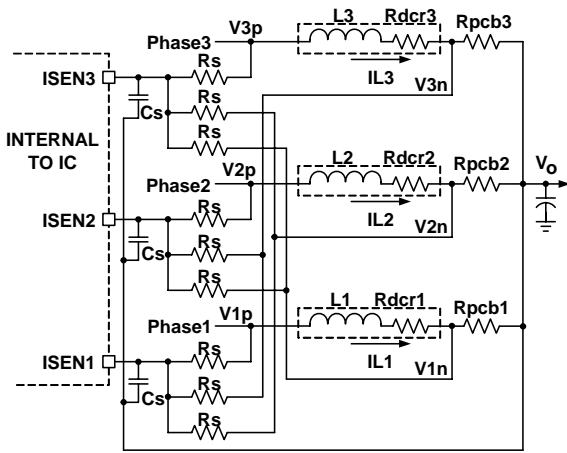 V3p
L3
Rdcr3
Rpcb3
Phase3
Rs
ISEN3
IL3
V3n
Rs
Cs
Rs
INTERNAL
TO IC
V2p
L2
Rdcr2
Rpcb2
Vo
Phase2
Rs
ISEN2
IL2
V2n
Rs
Cs
Rs
V1p
L1
Rdcr1
Rpcb1
Phase1
Rs
ISEN1
IL1
V1n
Rs
Cs
Rs